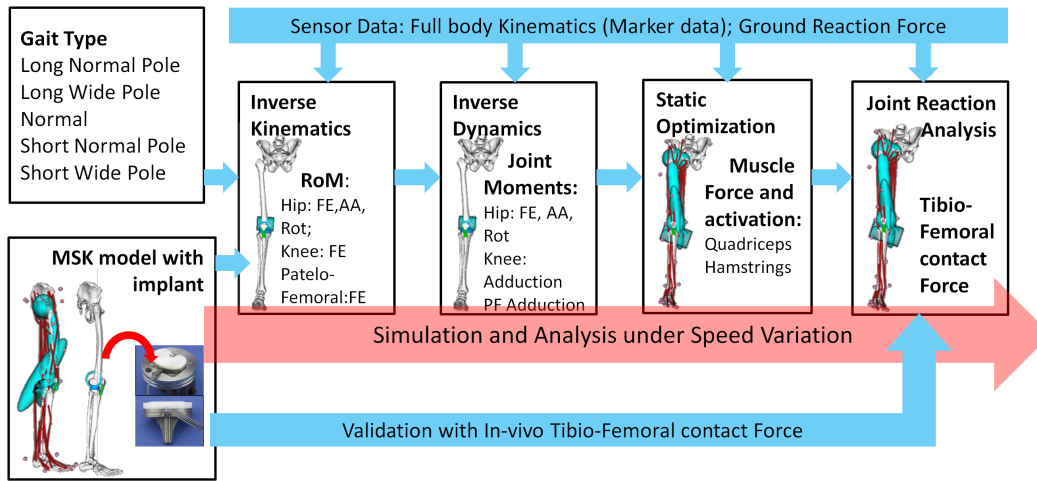 Sensor Data: Full body Kinematics (Marker data); Ground Reaction Force
Gait Type
Long Normal Pole
Long Wide Pole
Normal
Short Normal Pole
Short Wide Pole
Inverse
Kinematics
RoM:
Hip: FE,AA,
Rot;
Knee: FE
Patelo-
Femoral:FE
Inverse
Dynamics
Joint
Moments:
Hip: FE, AA,
Rot
Knee:
Adduction
PF Adduction
Static
Optimization
Muscle
Force and
activation:
Quadriceps
Hamstrings
Joint Reaction
Analysis
Tibio-
Femoral
contact
Force
MSK model with
implant
Simulation and Analysis under Speed Variation
Validation with In-vivo Tibio-Femoral contact Force